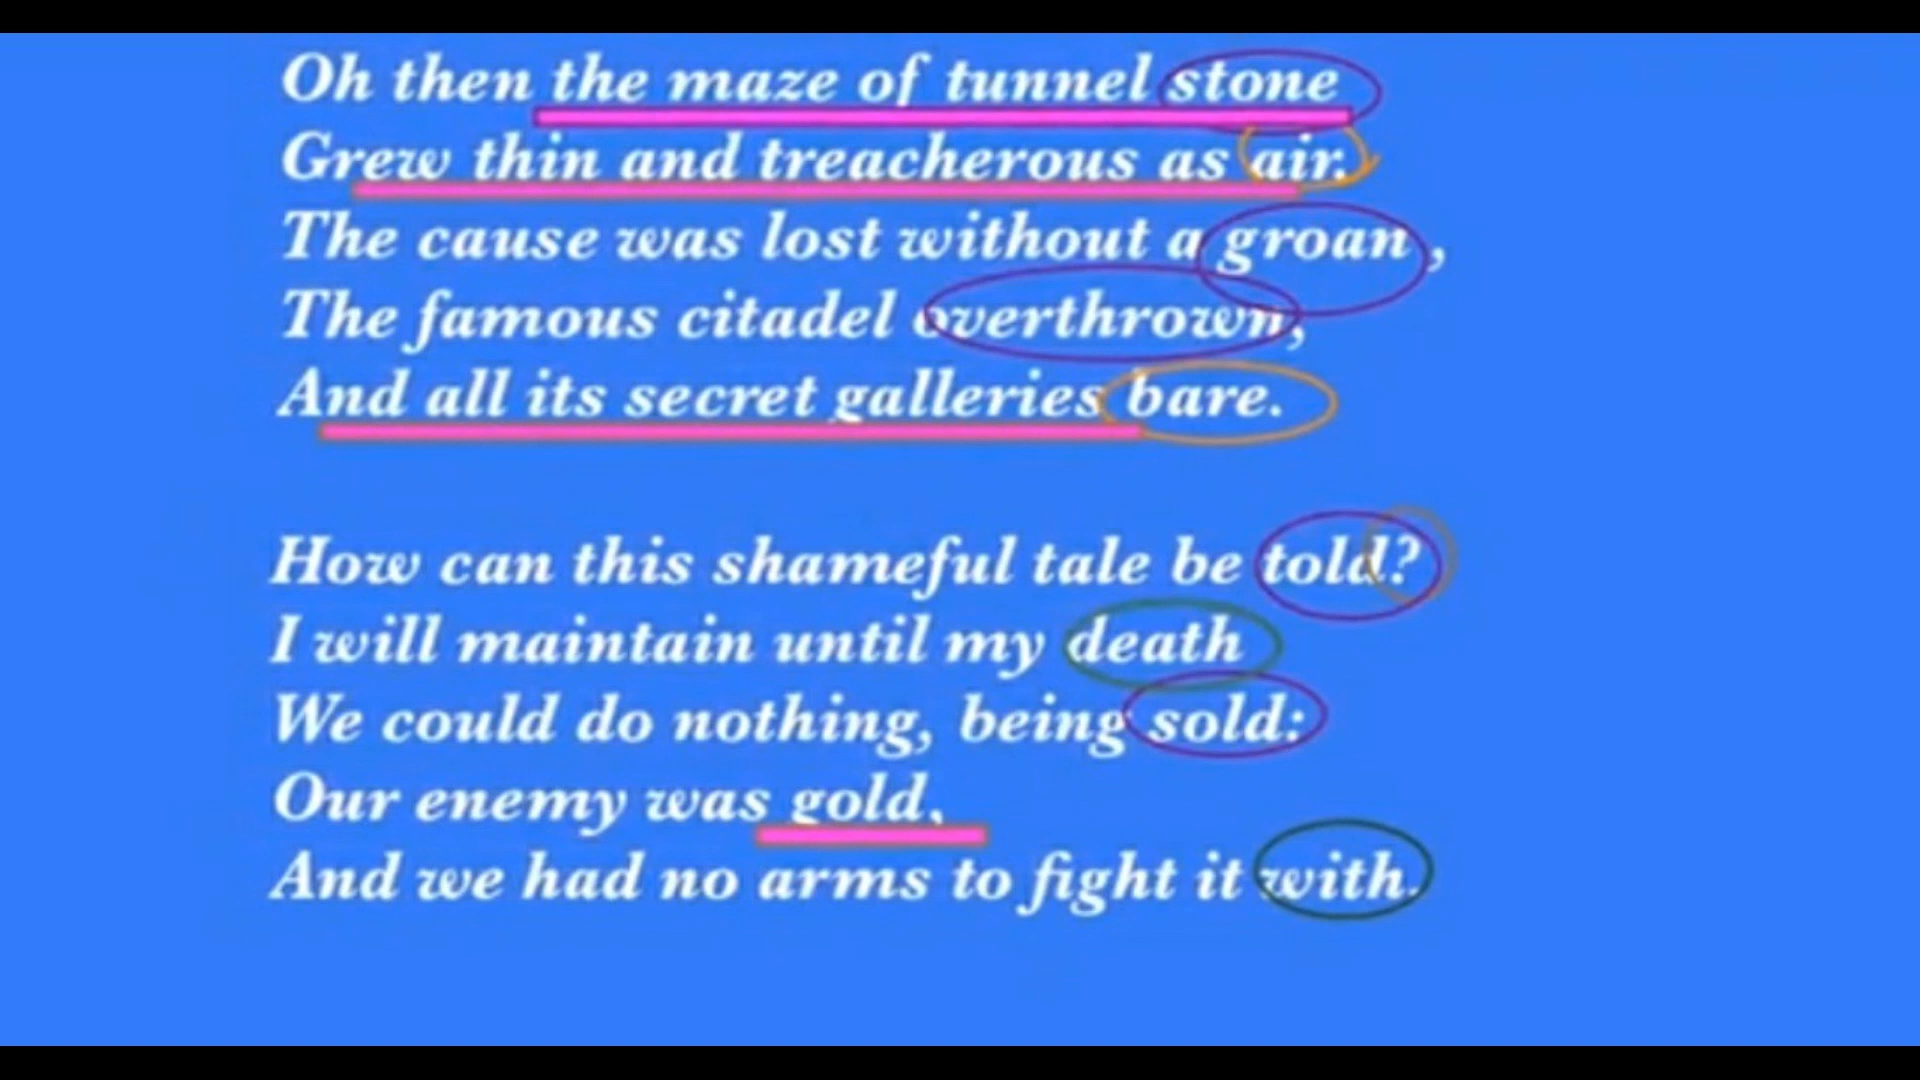 Oh then the maze of tunnel stone
Grew thin and treacherous as air.
The cause was lost without a groan ,
The famous citadel overthrown,
And all its secret galleries bare.
How can this shameful tale be told?
I will maintain until my death
We could do nothing, being sold:
Our enemy was gold,
And we had no arms to fight it with.